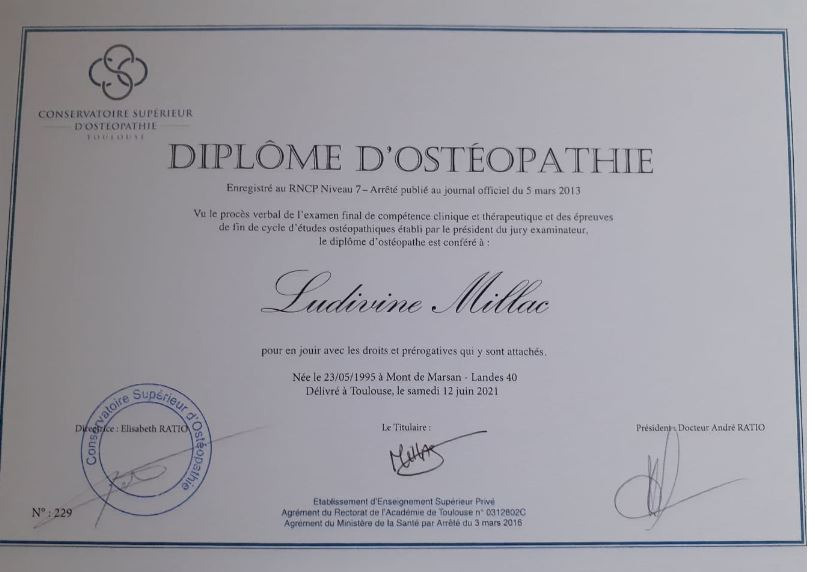 CONSERVATOIRE SUPÉRIEUR
D'OSTÉOPATHIE
TOULOUSE
DIPLÔME D'OSTÉOPATHIE
Enregistré au RNCP Niveau 7 – Arrêté publié au journal officiel du 5 mars 2013
Vu le procès verbal de l'examen final de compétence clinique et thérapeutique et des épreuves
de fin de cycle d'études ostéopathiques établi par le président du jury examinateur,
le diplôme d'ostéopathe est conféré à :
Ludivine Millac
pour en jouir avec les droits et prérogatives qui y sont attachés.
Née le 23/05/1995 à Mont de Marsan - Landes 40
Délivré à Toulouse, le samedi 12 juin 2021
Directrice : Elisabeth RATIO
Le Titulaire :
Président : Docteur André RATIO
Conservatoire Supérieur d'Ostéopathie
N° : 229
Etablissement d'Enseignement Supérieur Privé
Agrément du Rectorat de l'Académie de Toulouse n° 0312802C
Agrément du Ministère de la Santé par Arrêté du 3 mars 2016